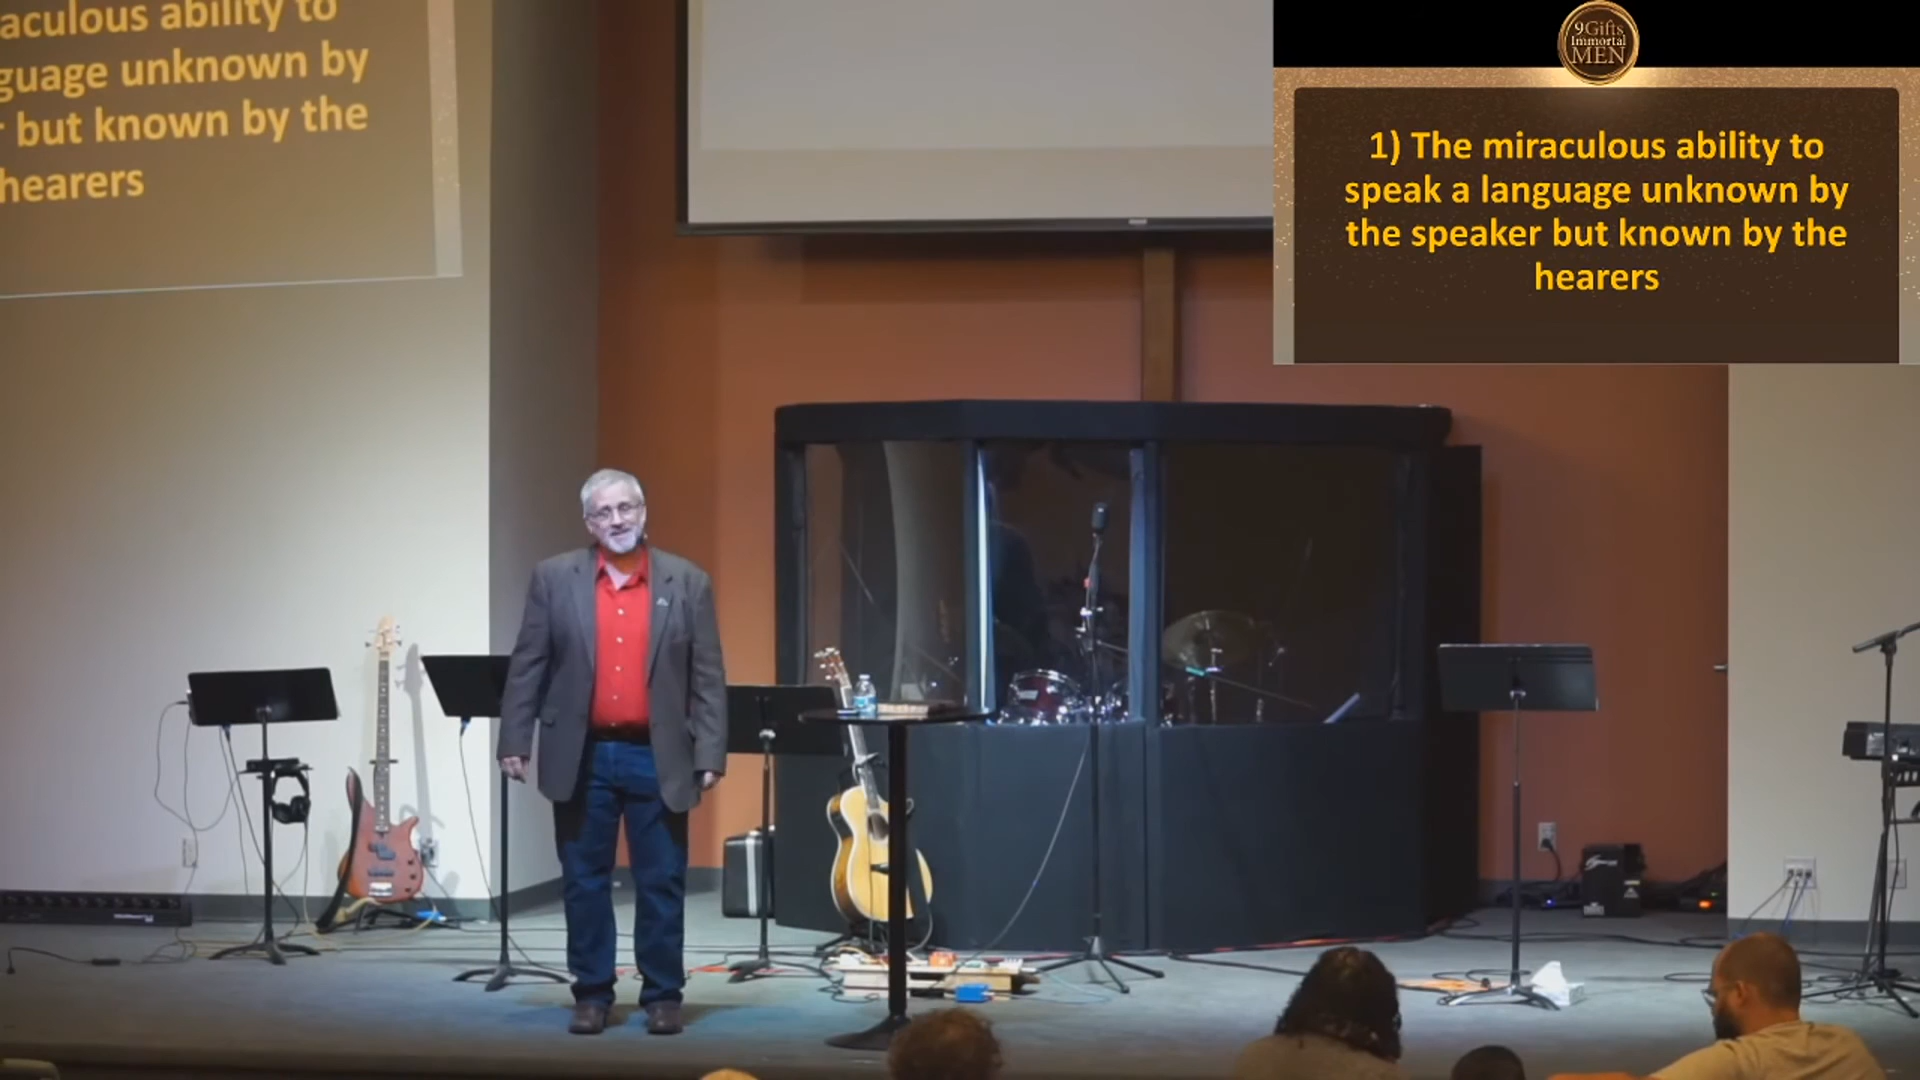 aculous ability to
guage unknown by
but known by the
hearers
9Gifts
Immortal
MEN
1) The miraculous ability to
speak a language unknown by
the speaker but known by the
hearers